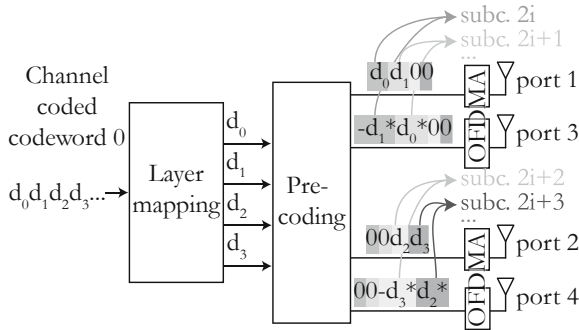 subc. 2i
subc. 2i+1
...
Channel
coded
codeword 0
d₀d₁d₂d₃...
Layer
mapping
d₀
d₁
d₂
d₃
Pre-
coding
d₀d₁00
-d₁*d₀*00
OFDMA
port 1
port 3
subc. 2i+2
subc. 2i+3
...
00d₂d₃
00-d₃*d₂*
OFDMA
port 2
port 4